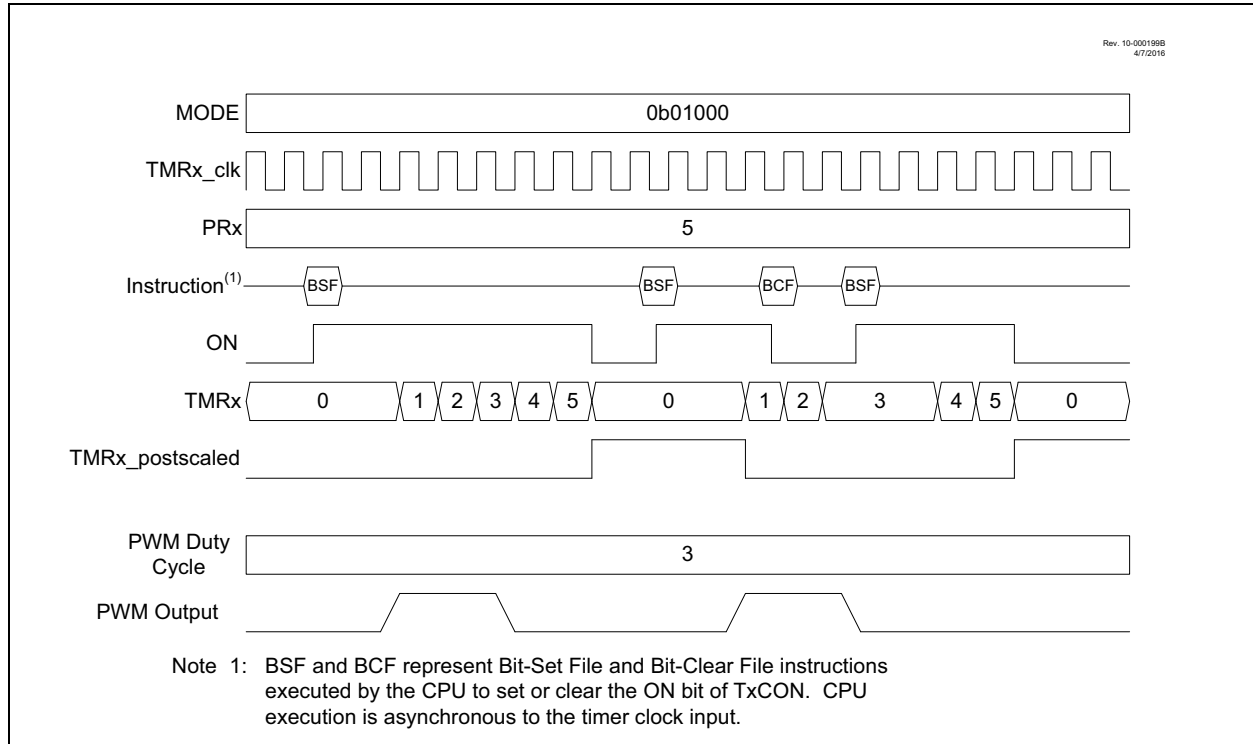 Rev. 10-000199B
4/7/2016
MODE 0b01000
TMRx_clk
PRx 5
Instruction(1) BSF BSF BCF BSF
ON
TMRx 0 1 2 3 4 5 0 1 2 3 4 5 0
TMRx_postscaled
PWM Duty
Cycle 3
PWM Output
Note 1: BSF and BCF represent Bit-Set File and Bit-Clear File instructions
executed by the CPU to set or clear the ON bit of TxCON. CPU
execution is asynchronous to the timer clock input.